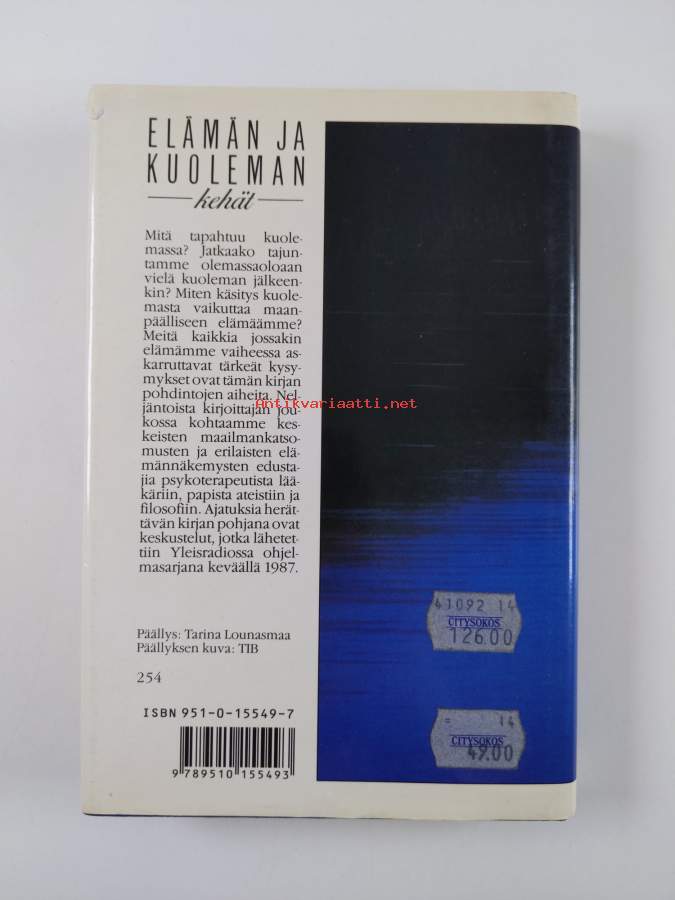 ELÄMÄN JA
KUOLEMAN
kehät
Mitä tapahtuu kuole-
massa? Jatkaako tajun-
tamme olemassaoloaan
vielä kuoleman jälkeen-
kin? Miten käsitys kuole-
masta vaikuttaa maan-
päälliseen elämäämme?
Meitä kaikkia jossakin
elämämme vaiheessa as-
karruttavat tärkeät kysy-
mykset ovat tämän kirjan
pohdintojen aiheita. Nel-
jäntoista kirjoittajan jou-
kossa kohtaamme kes-
keisten maailmankatso-
musten ja erilaisten elä-
männäkemysten edusta-
jia psykoterapeutista lää-
käriin, papista ateistiin ja
filosofiin. Ajatuksia herät-
tävän kirjan pohjana ovat
keskustelut, jotka lähetet-
tiin Yleisradiossa ohjel-
masarjana keväällä 1987.
Antikvariaatti.net
Päällys: Tarina Lounasmaa
Päällyksen kuva: TIB
254
ISBN 951-0-15549-7
9 789510 155493
41092 14
CITYSOKOS
126.00
= 14
CITYSOKOS
49.00